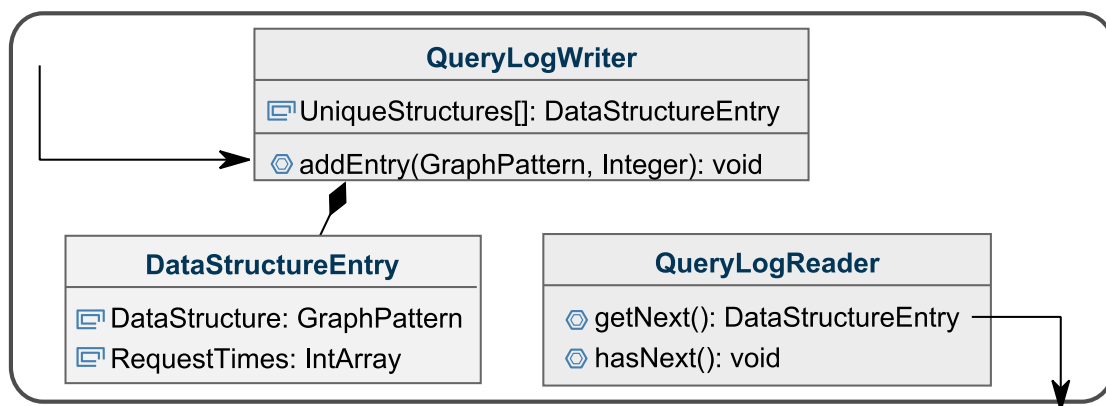 QueryLogWriter
UniqueStructures[]: DataStructureEntry
addEntry(GraphPattern, Integer): void
DataStructureEntry
DataStructure: GraphPattern
RequestTimes: IntArray
QueryLogReader
getNext(): DataStructureEntry
hasNext(): void